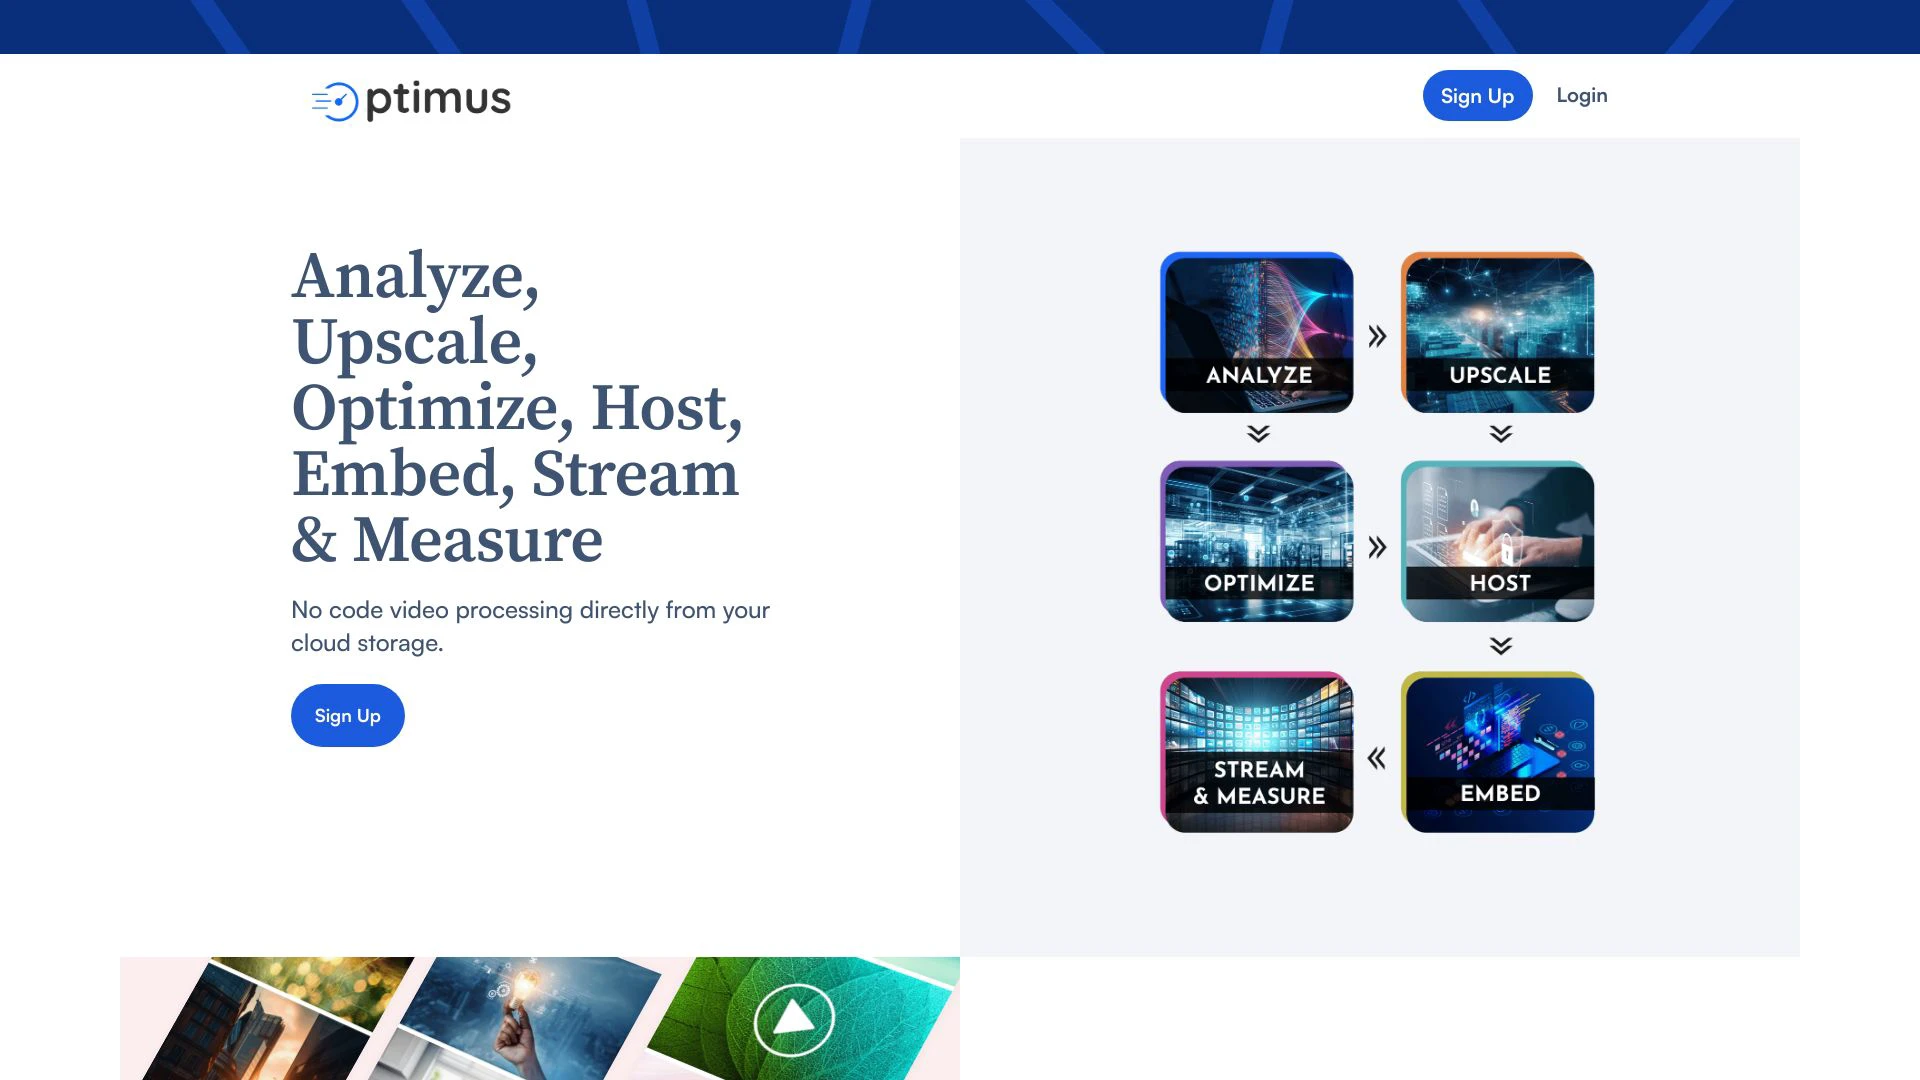 ptimus
Sign Up
Login
Analyze,
Upscale,
Optimize, Host,
Embed, Stream
& Measure
No code video processing directly from your
cloud storage.
Sign Up
ANALYZE
UPSCALE
OPTIMIZE
HOST
STREAM
& MEASURE
EMBED